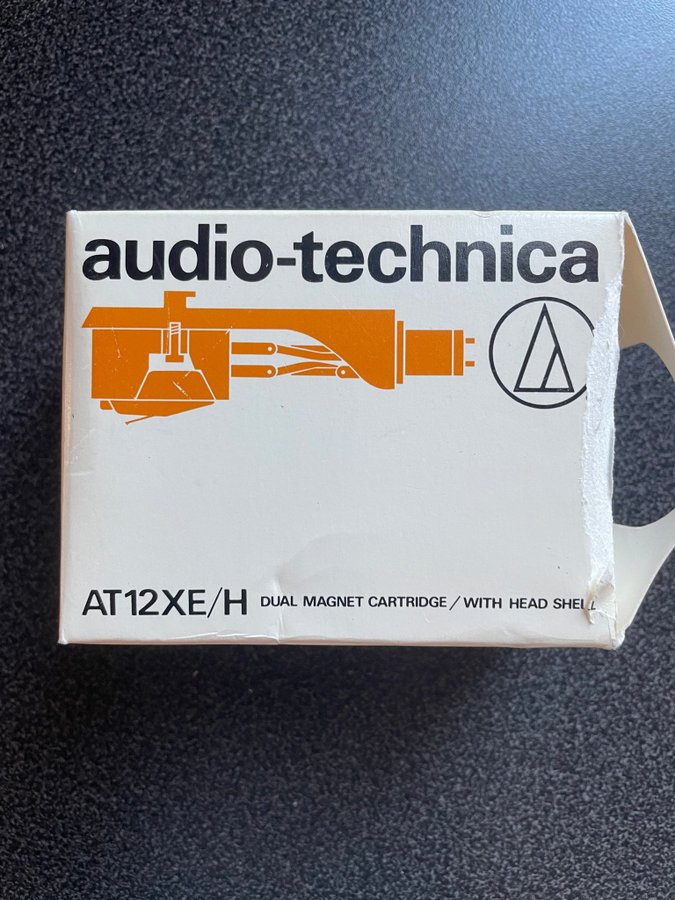 audio-technica
AT12XE/H DUAL MAGNET CARTRIDGE / WITH HEAD SHELL